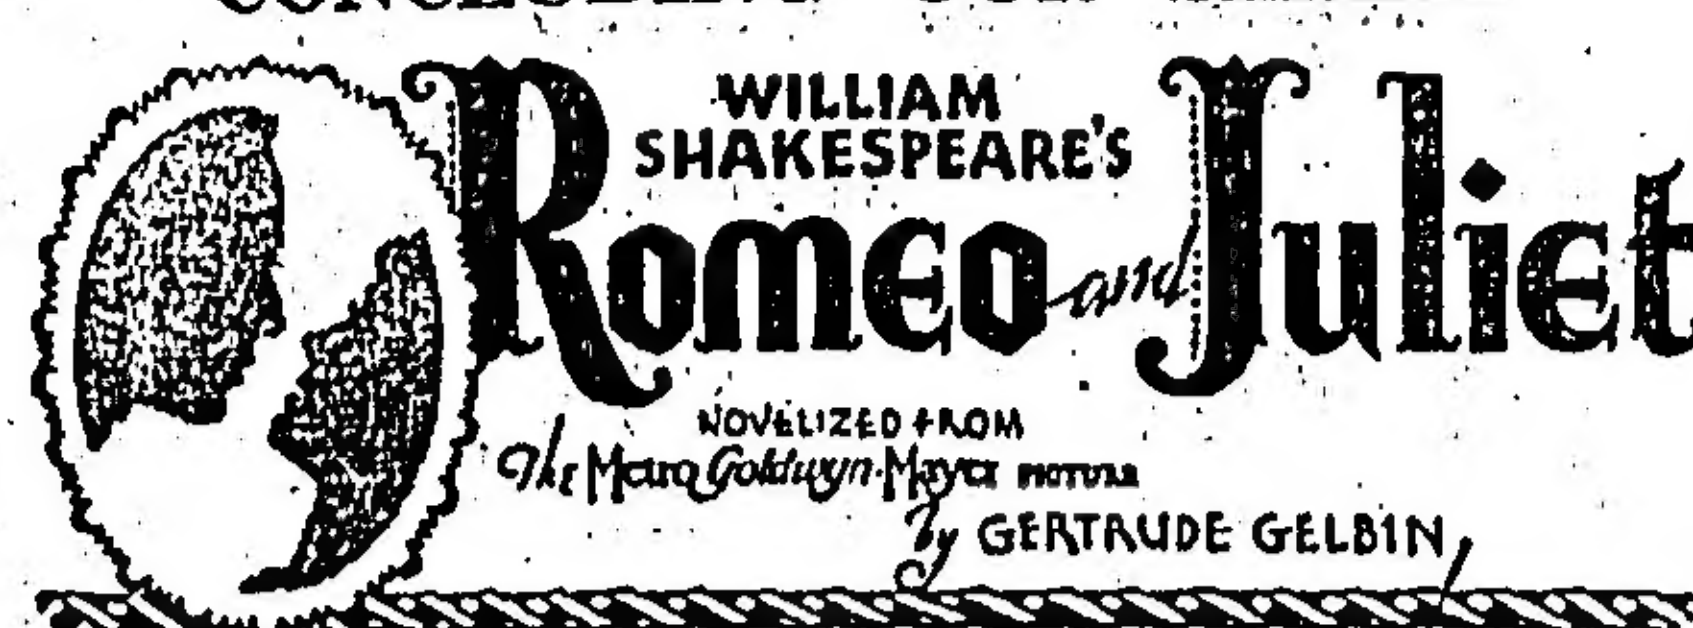 WILLIAM
SHAKESPEARE'S
Romeo and Juliet
NOVELIZED FROM
The Metro Goldwyn-Mayer PICTURE
by GERTRUDE GELBIN